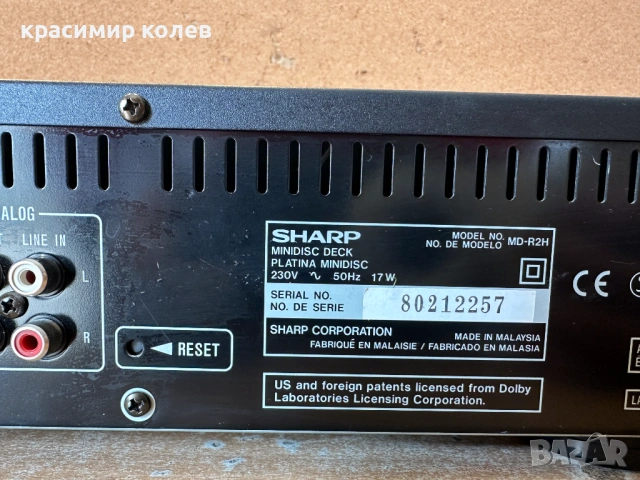 красимир колев
ALOG
LINE IN
R
RESET
SHARP
MINIDISC DECK
PLATINA MINIDISC
230V ∿ 50Hz 17W
MODEL NO.
NO. DE MODELO
MD-R2H
SERIAL NO.
NO. DE SERIE
80212257
SHARP CORPORATION
MADE IN MALAYSIA
FABRIQUÉ EN MALAISIE / FABRICADO EN MALASIA
US and foreign patents licensed from Dolby
Laboratories Licensing Corporation.
CE
LA
BAZAR